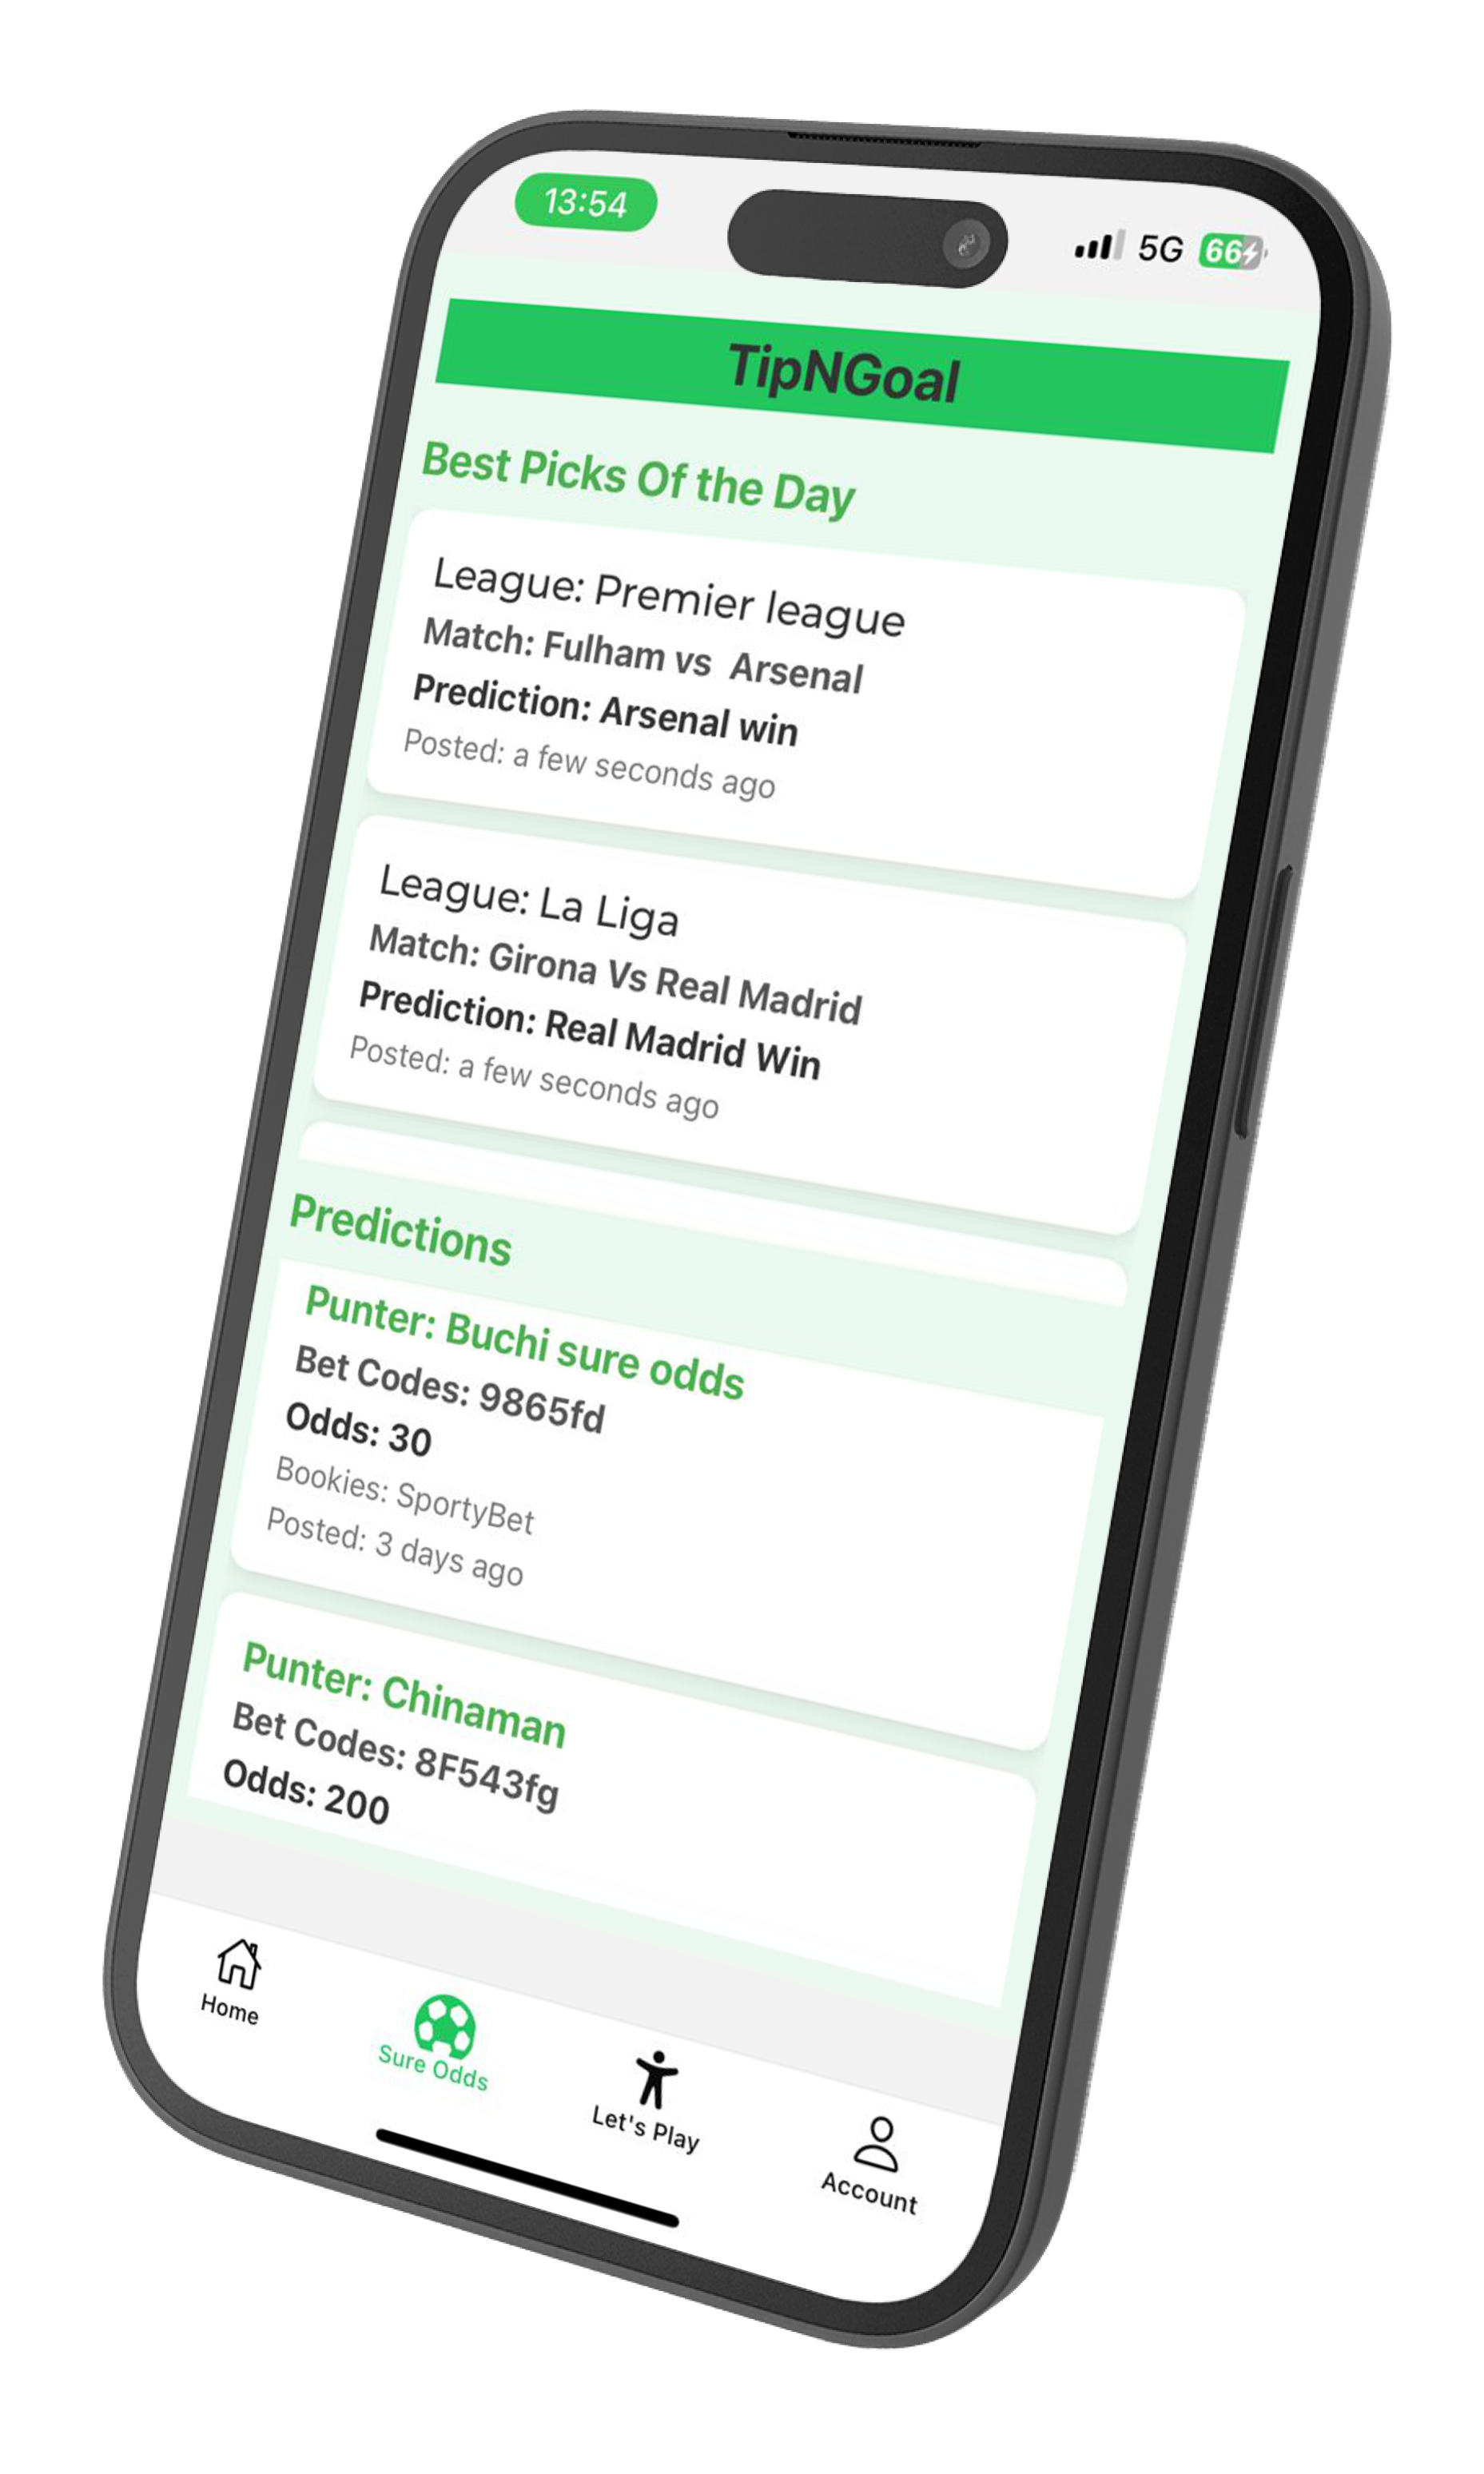 13:54
5G 66
TipNGoal
Best Picks Of the Day
League: Premier league
Match: Fulham vs  Arsenal
Prediction: Arsenal win
Posted: a few seconds ago
League: La Liga
Match: Girona Vs Real Madrid
Prediction: Real Madrid Win
Posted: a few seconds ago
Predictions
Punter: Buchi sure odds
Bet Codes: 9865fd
Odds: 30
Bookies: SportyBet
Posted: 3 days ago
Punter: Chinaman
Bet Codes: 8F543fg
Odds: 200
Home
Sure Odds
Let's Play
Account